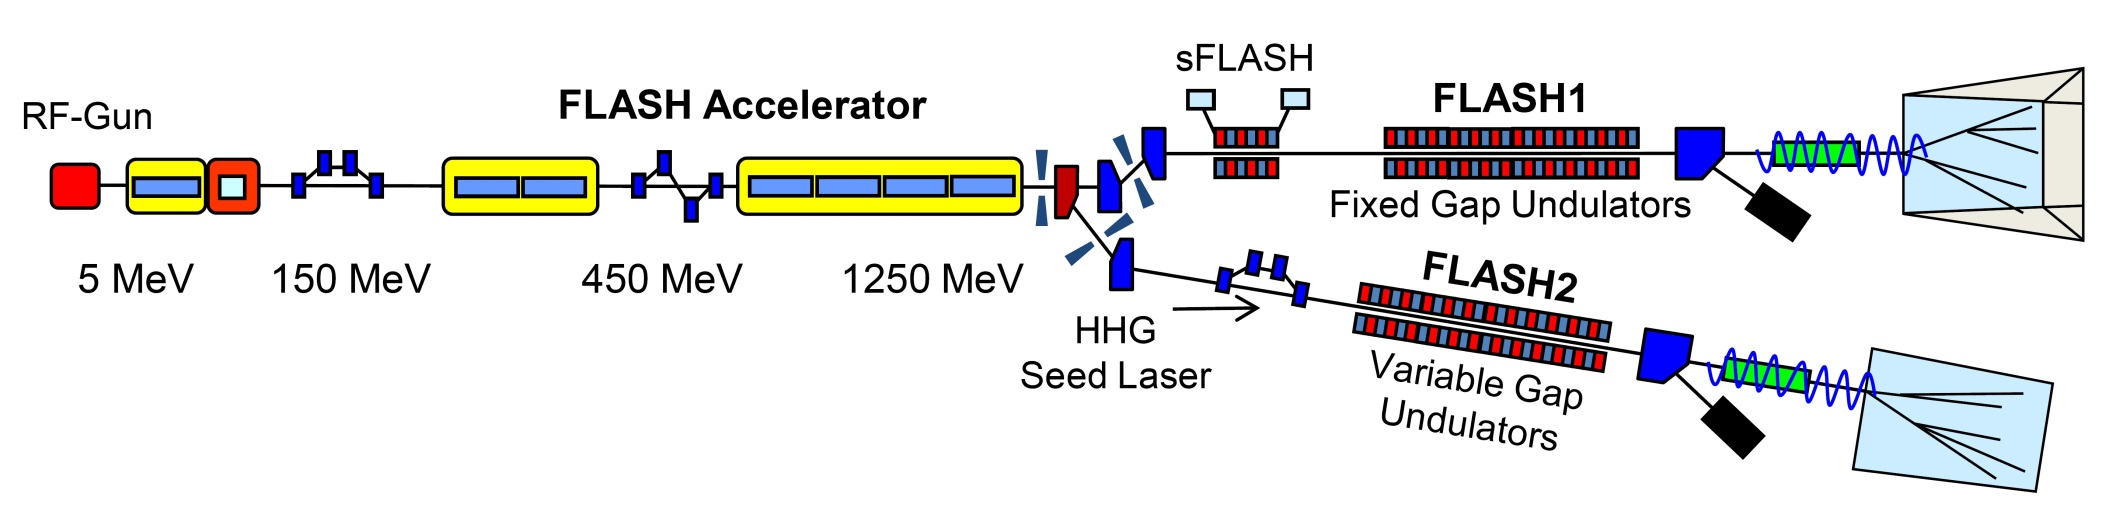 sFLASH
FLASH Accelerator
FLASH1
RF-Gun
Fixed Gap Undulators
5 MeV
150 MeV
450 MeV
1250 MeV
FLASH2
HHG
Seed Laser
Variable Gap
Undulators